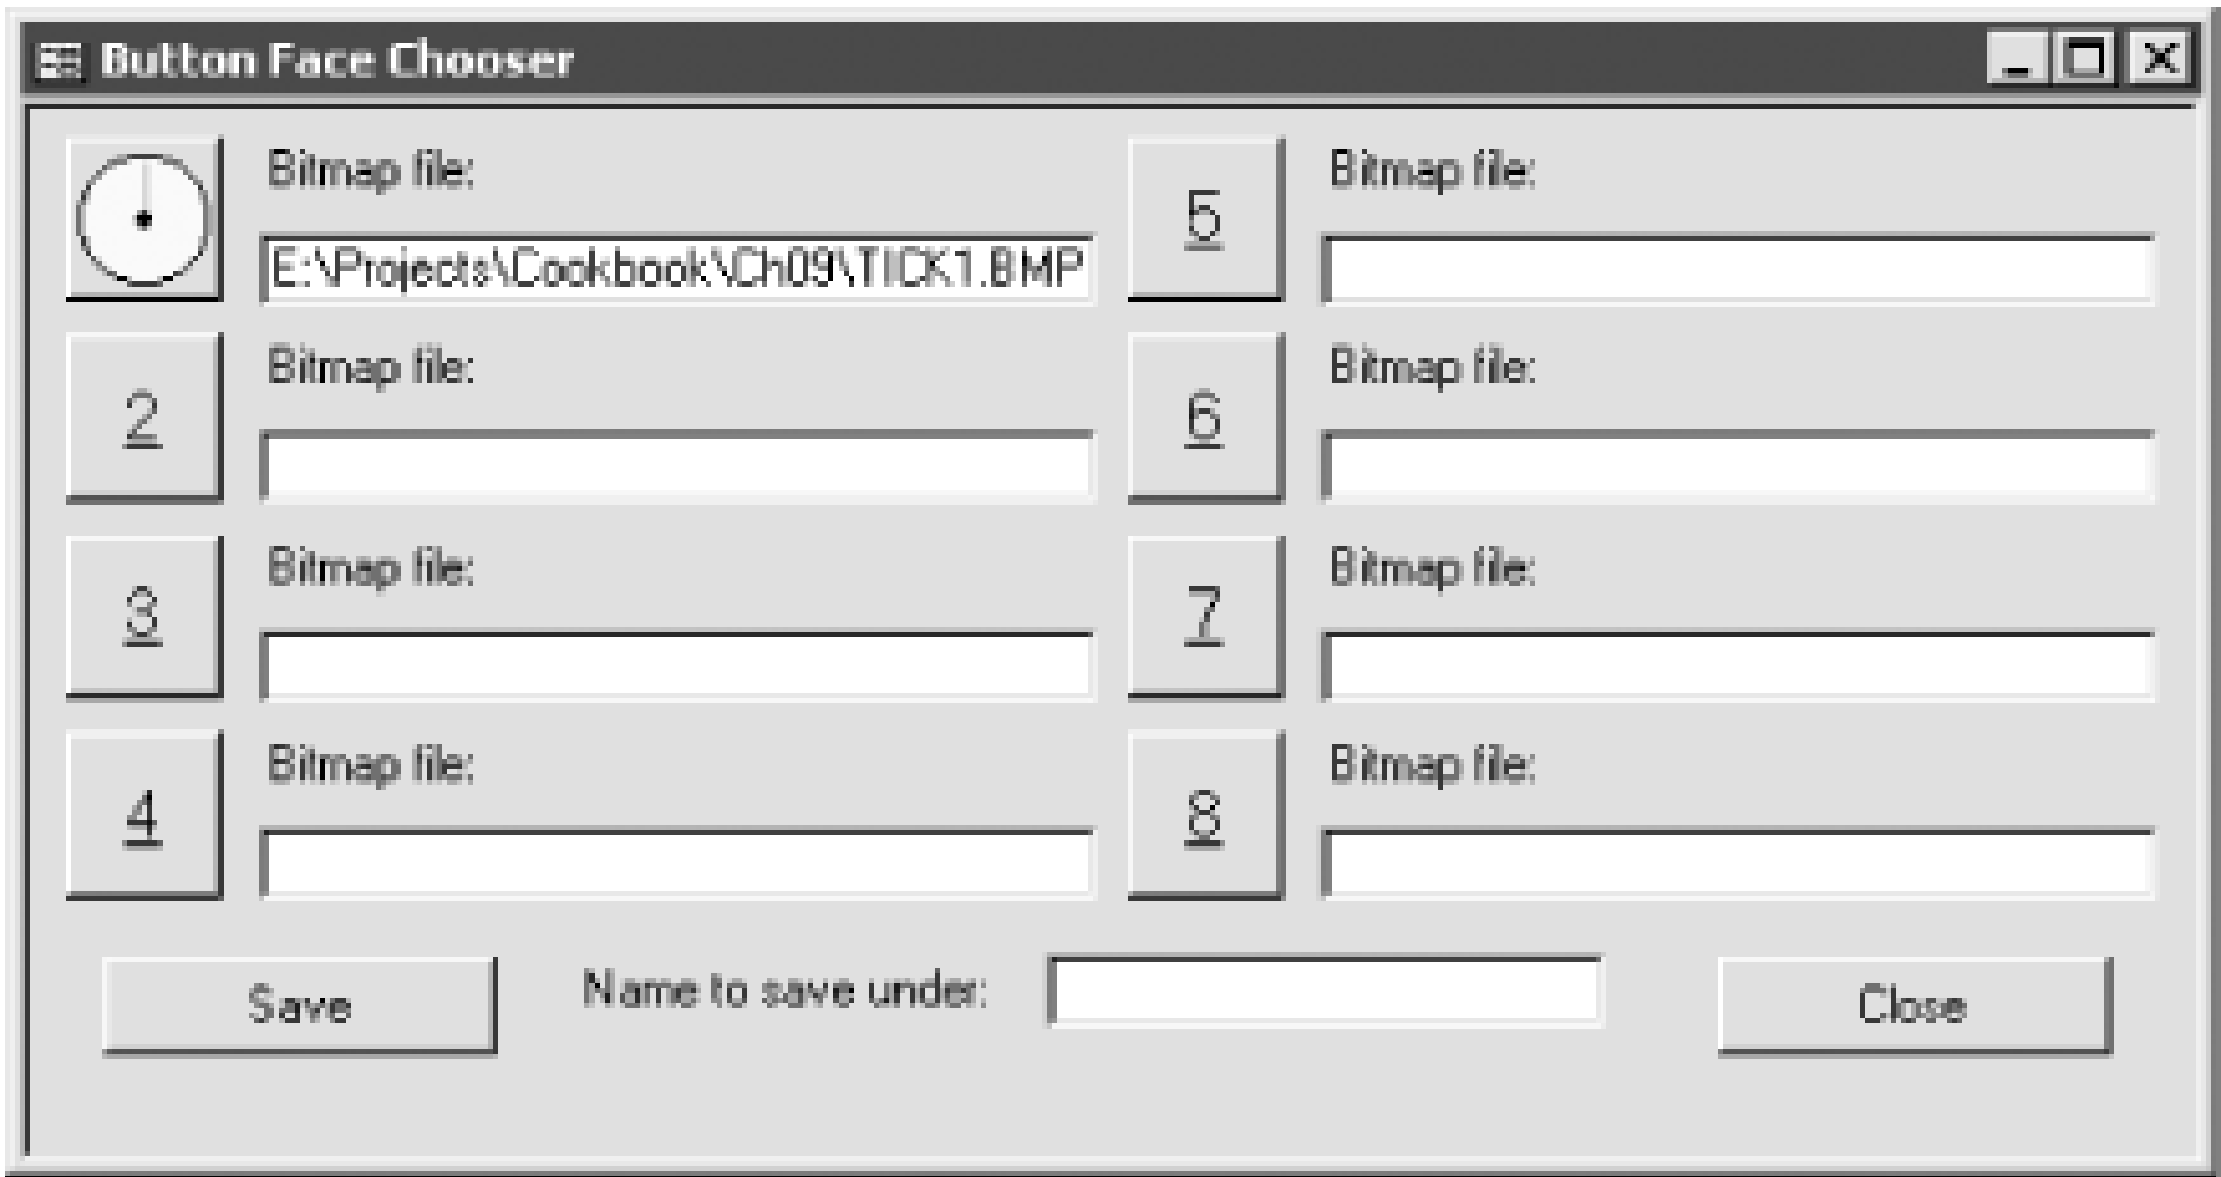 Button Face Chooser
Bitmap file:
E:\Projects\Cookbook\Ch09\TICK1.BMP
2
Bitmap file:
3
Bitmap file:
4
Bitmap file:
5
Bitmap file:
6
Bitmap file:
7
Bitmap file:
8
Bitmap file:
Save
Name to save under:
Close